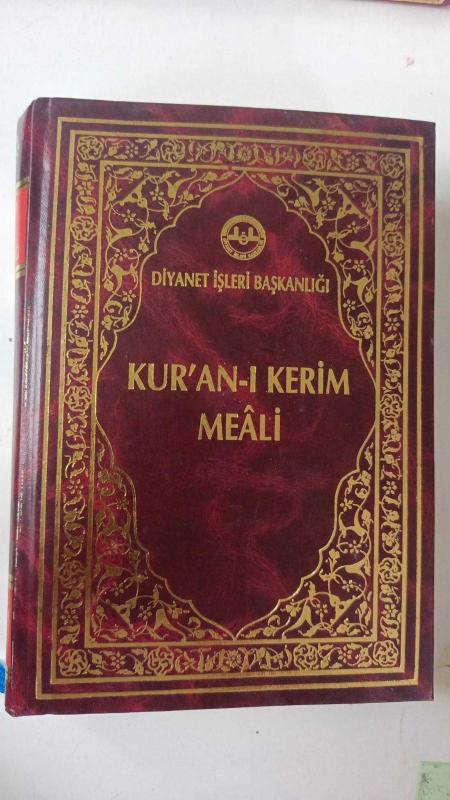 DİYANET İŞLERİ BAŞKANLIĞI
KUR'AN-I KERİM
MEÂLİ